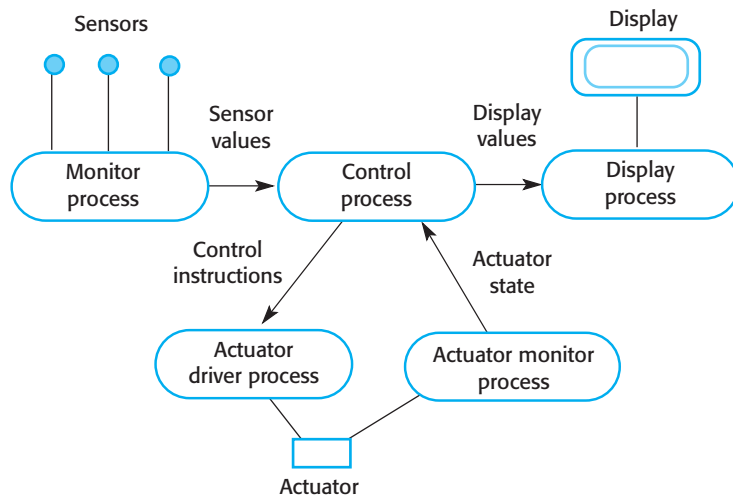 Sensors
Display
Sensor
values
Display
values
Monitor
process
Control
process
Display
process
Control
instructions
Actuator
state
Actuator
driver process
Actuator monitor
process
Actuator